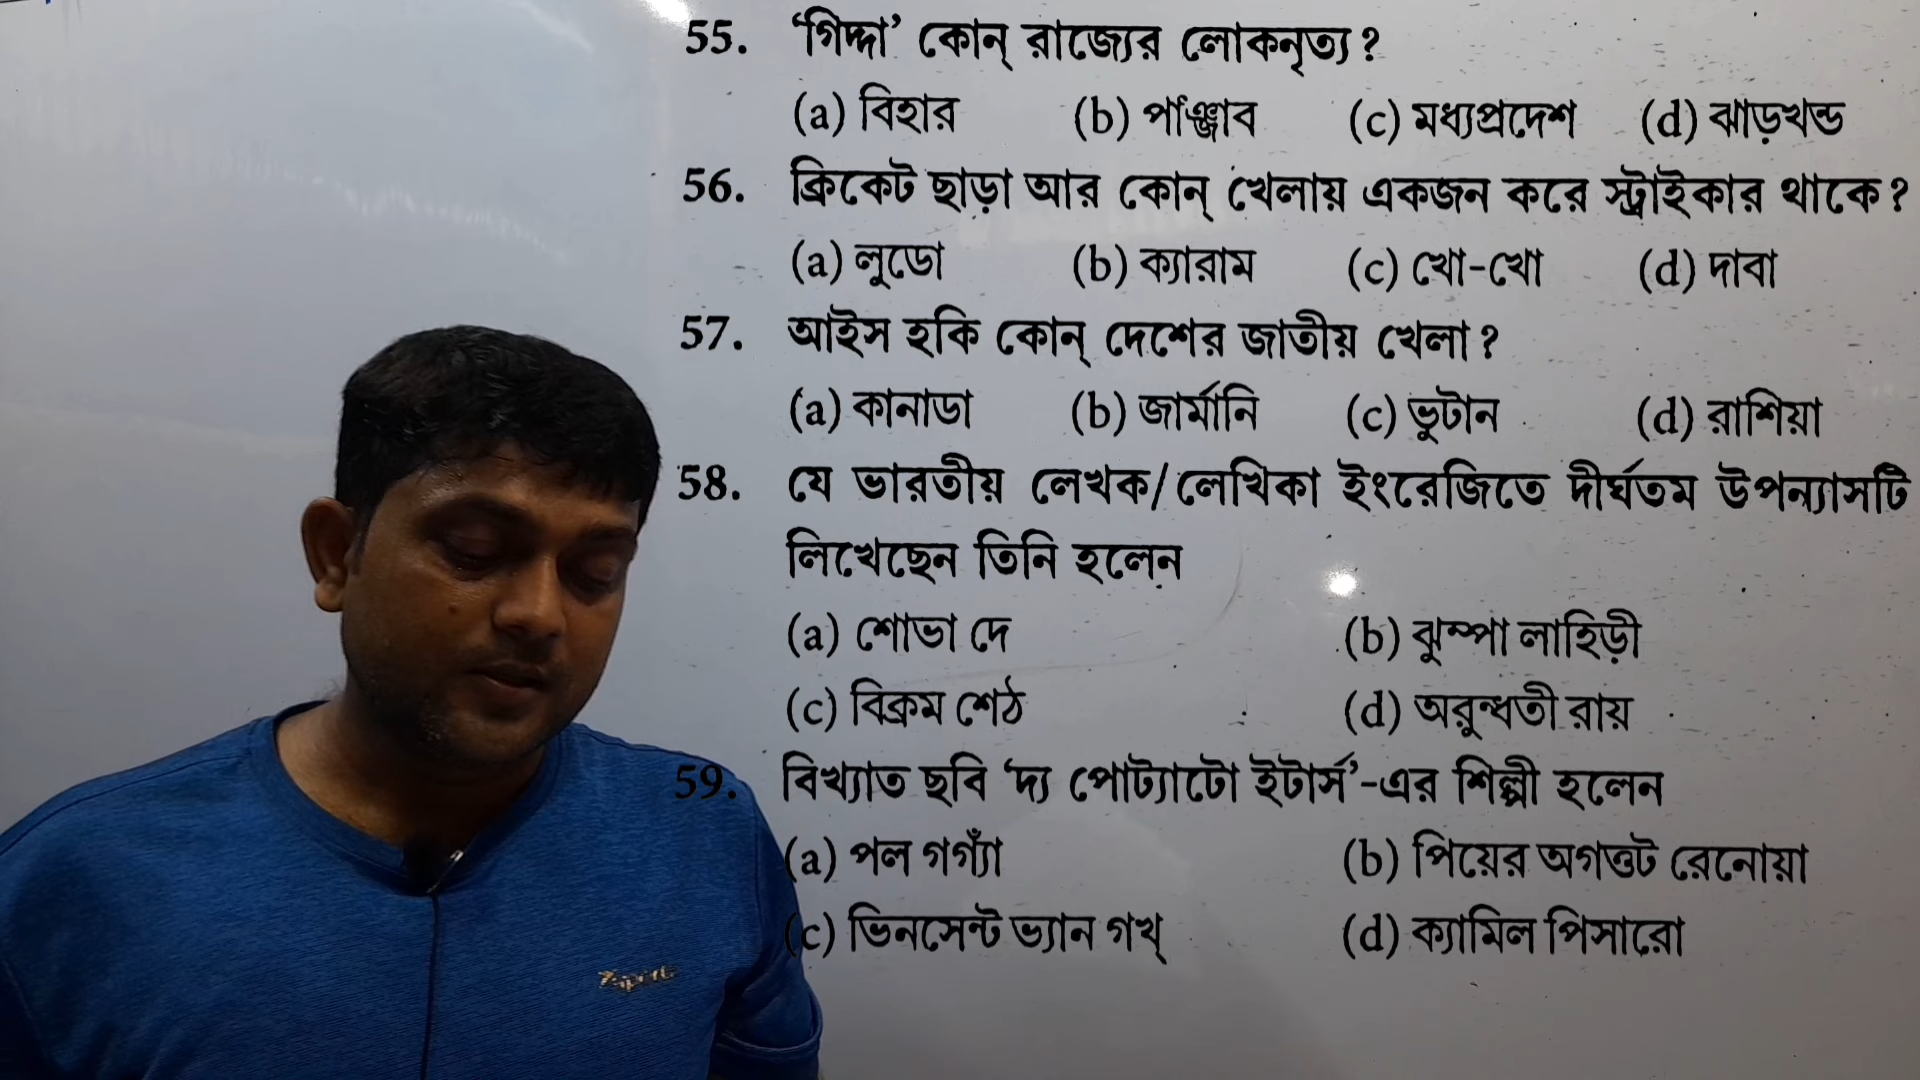 55. ‘গিদ্দা’ কোন্ রাজ্যের লোকনৃত্য?
(a) বিহার (b) পাঞ্জাব (c) মধ্যপ্রদেশ (d) ঝাড়খন্ড
56. ক্রিকেট ছাড়া আর কোন্ খেলায় একজন করে স্ট্রাইকার থাকে?
(a) লুডো (b) ক্যারাম (c) খো-খো (d) দাবা
57. আইস হকি কোন্ দেশের জাতীয় খেলা?
(a) কানাডা (b) জার্মানি (c) ভুটান (d) রাশিয়া
58. যে ভারতীয় লেখক/লেখিকা ইংরেজিতে দীর্ঘতম উপন্যাসটি
লিখেছেন তিনি হলেন
(a) শোভা দে (b) ঝুম্পা লাহিড়ী
(c) বিক্রম শেঠ (d) অরুন্ধতী রায়
59. বিখ্যাত ছবি ‘দ্য পোট্যাটো ইটার্স’-এর শিল্পী হলেন
(a) পল গগ্যাঁ (b) পিয়ের অগত্তট রেনোয়া
(c) ভিনসেন্ট ভ্যান গখ্ (d) ক্যামিল পিসারো